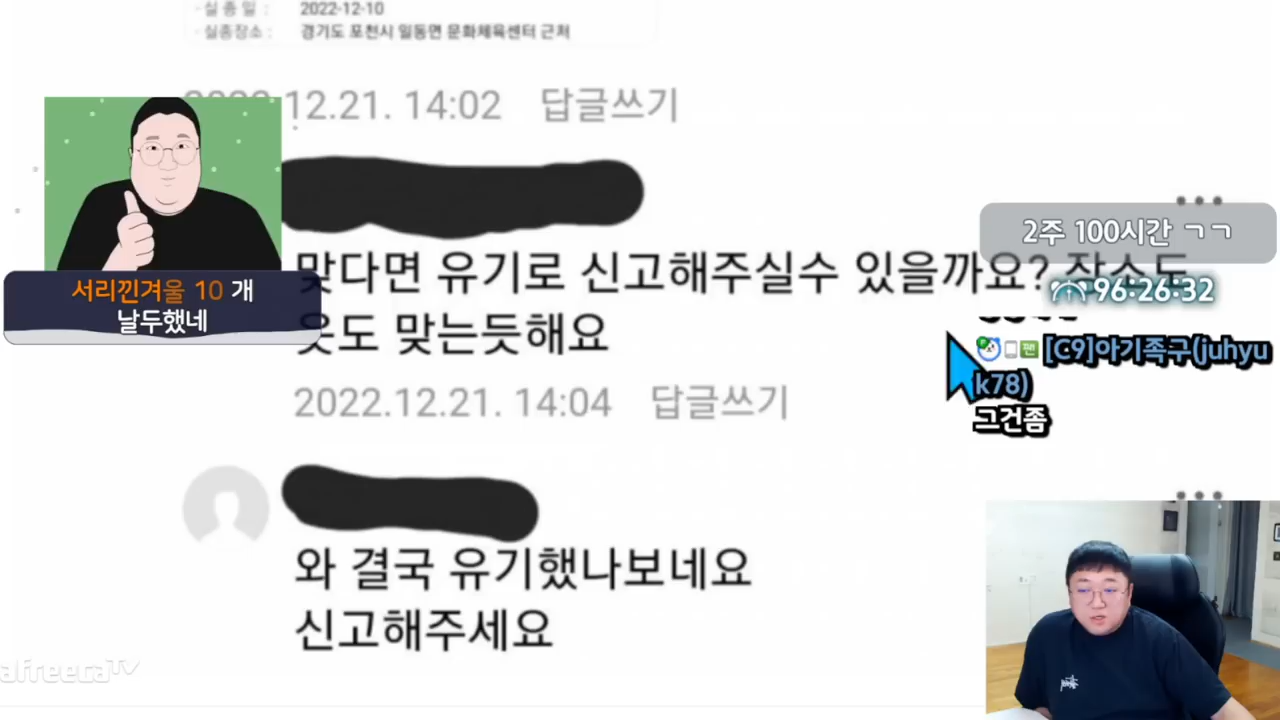 · 실종일 : 2022-12-10
· 실종장소 : 경기도 포천시 일동면 문화체육센터 근처
12.21. 14:02 답글쓰기
서리낀겨울 10 개
날두했네
맞다면 유기로 신고해주실수 있을까요? 장소도
옷도 맞는듯해요
2022.12.21. 14:04 답글쓰기
2주 100시간 ㄱㄱ
96:26:32
[C9]아기족구(juhyu
k78)
그건좀
와 결국 유기했나보네요
신고해주세요
afreecaTV